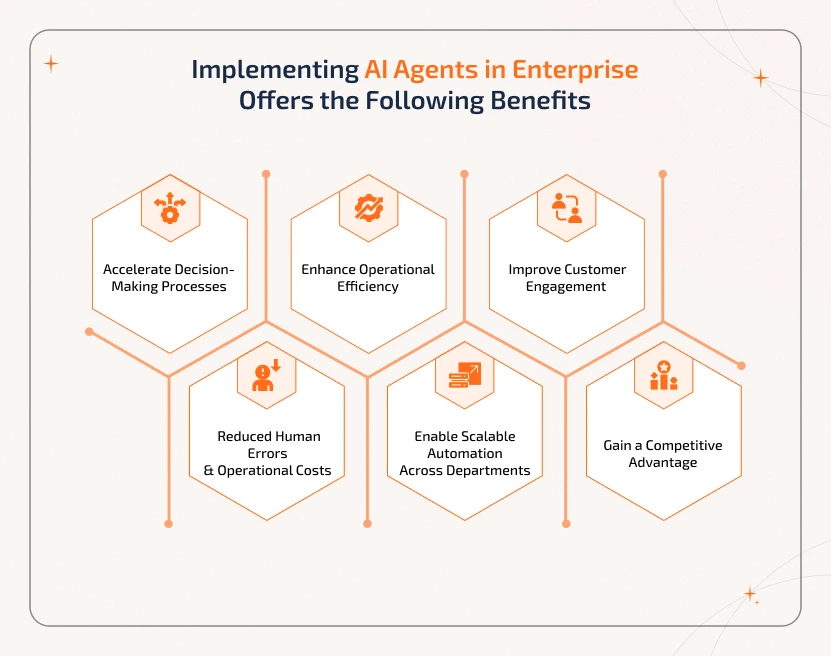 Implementing AI Agents in Enterprise
Offers the Following Benefits
Accelerate Decision-
Making Processes
Enhance Operational
Efficiency
Improve Customer
Engagement
Reduced Human
Errors
& Operational Costs
Enable Scalable
Automation
Across Departments
Gain a Competitive
Advantage